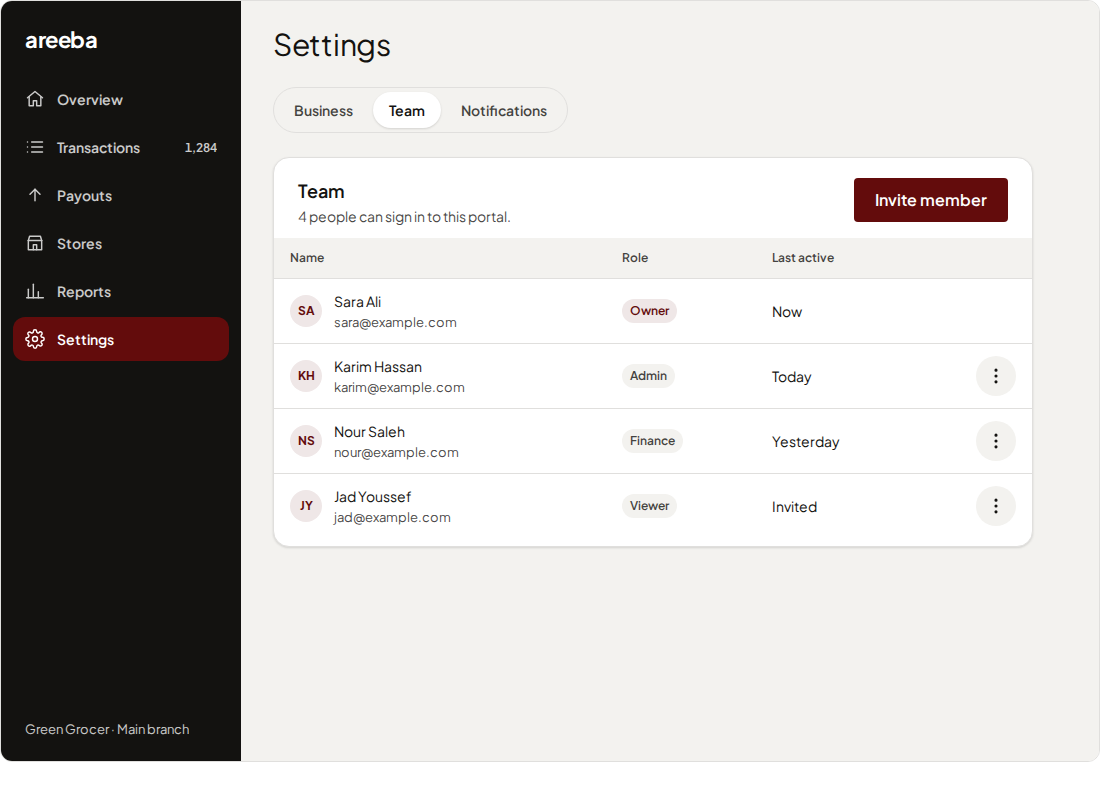 areeba
Overview
Transactions 1,284
Payouts
Stores
Reports
Settings
Green Grocer · Main branch
Settings
Business Team Notifications
Team
4 people can sign in to this portal.
Invite member
Name Role Last active
SA Sara Ali Owner Now
sara@example.com
KH Karim Hassan Admin Today
karim@example.com
NS Nour Saleh Finance Yesterday
nour@example.com
JY Jad Youssef Viewer Invited
jad@example.com